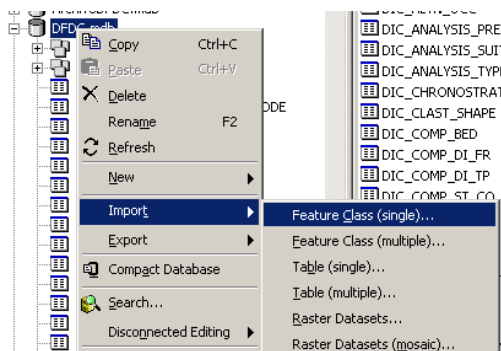 DFDC.mdb
Copy Ctrl+C
Paste Ctrl+V
Delete
Rename F2
Refresh
New
Import
Export
Compact Database
Search...
Disconnected Editing
ODE
Feature Class (single)...
Feature Class (multiple)...
Table (single)...
Table (multiple)...
Raster Datasets...
Raster Datasets (mosaic)...
DIC_ANALYSIS_PRE
DIC_ANALYSIS_SUI
DIC_ANALYSIS_TYP
DIC_CHRONOSTRAT
DIC_CLAST_SHAPE
DIC_COMP_BED
DIC_COMP_DI_FR
DIC_COMP_DI_TP
DIC_COMP_ST_CO